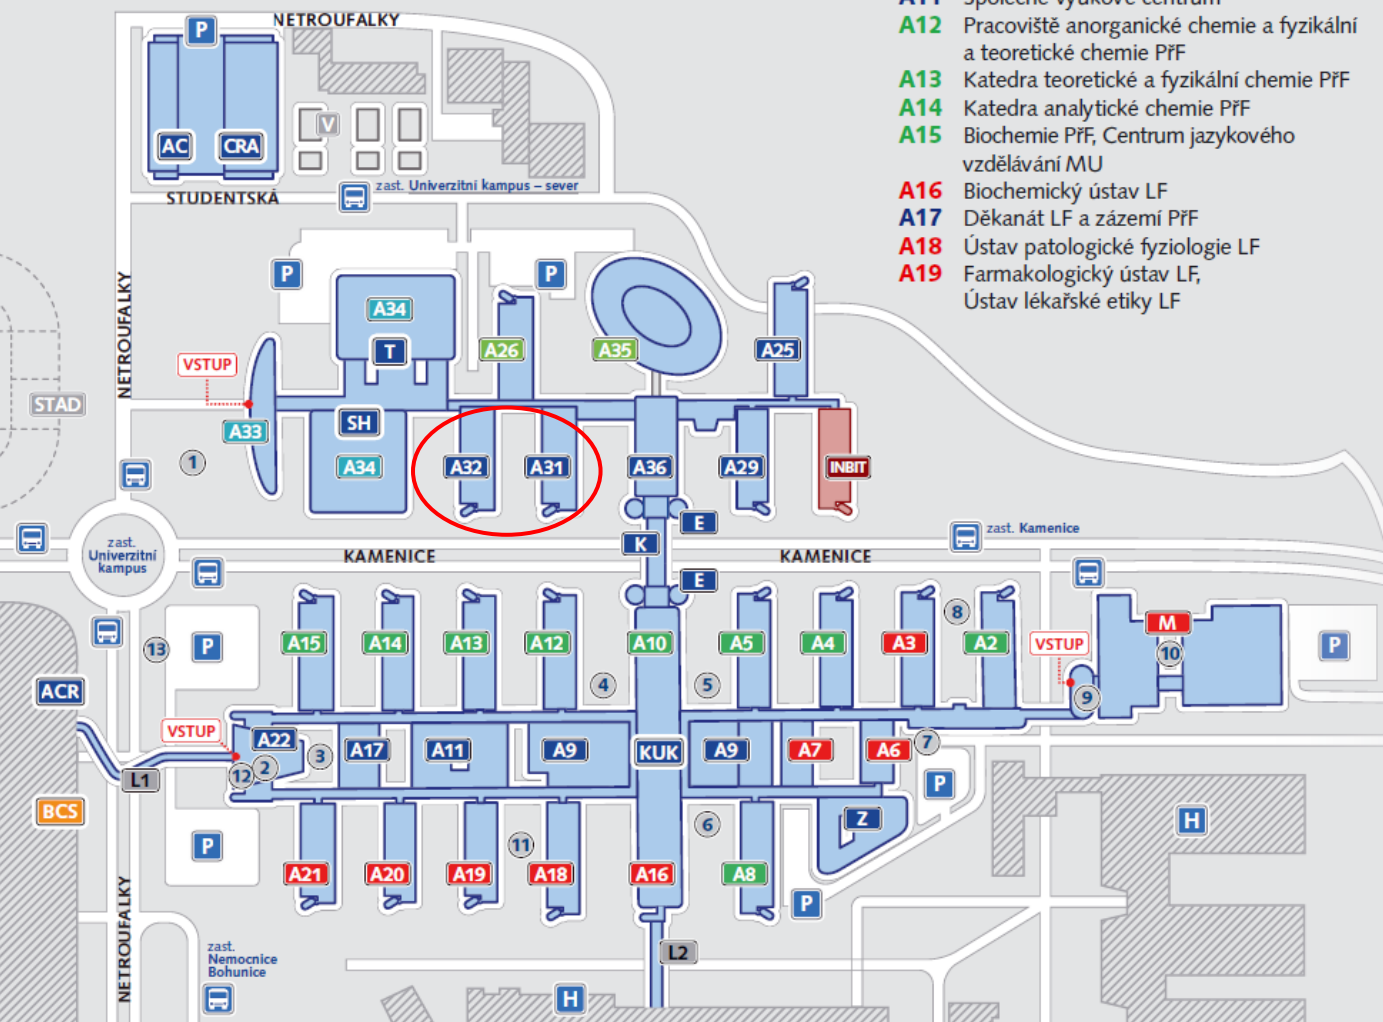 A11 Společné výukové centrum
A12 Pracoviště anorganické chemie a fyzikální
a teoretické chemie PřF
A13 Katedra teoretické a fyzikální chemie PřF
A14 Katedra analytické chemie PřF
A15 Biochemie PřF, Centrum jazykového
vzdělávání MU
A16 Biochemický ústav LF
A17 Děkanát LF a zázemí PřF
A18 Ústav patologické fyziologie LF
A19 Farmakologický ústav LF,
Ústav lékařské etiky LF
NETROUFALKY
P
V
AC CRA
zast. Univerzitní kampus – sever
STUDENTSKÁ
P P
NETROUFALKY
A34
T A26 A35 A25
VSTUP
STAD
A33 SH
1 A34 A32 A31 A36 A29 INBIT
E
zast. Kamenice
K
zast.
Univerzitní
kampus
KAMENICE KAMENICE
E
8
13 P A15 A14 A13 A12 A10 A5 A4 A3 A2 VSTUP M P
10
ACR 4 5 9
VSTUP
A22 3 A17 A11 A9 KUK A9 A7 A6 7
12 2
L1 P
BCS
P 11 6 Z H
A21 A20 A19 A18 A16 A8
P
NETROUFALKY
zast.
Nemocnice
Bohunice
L2
H